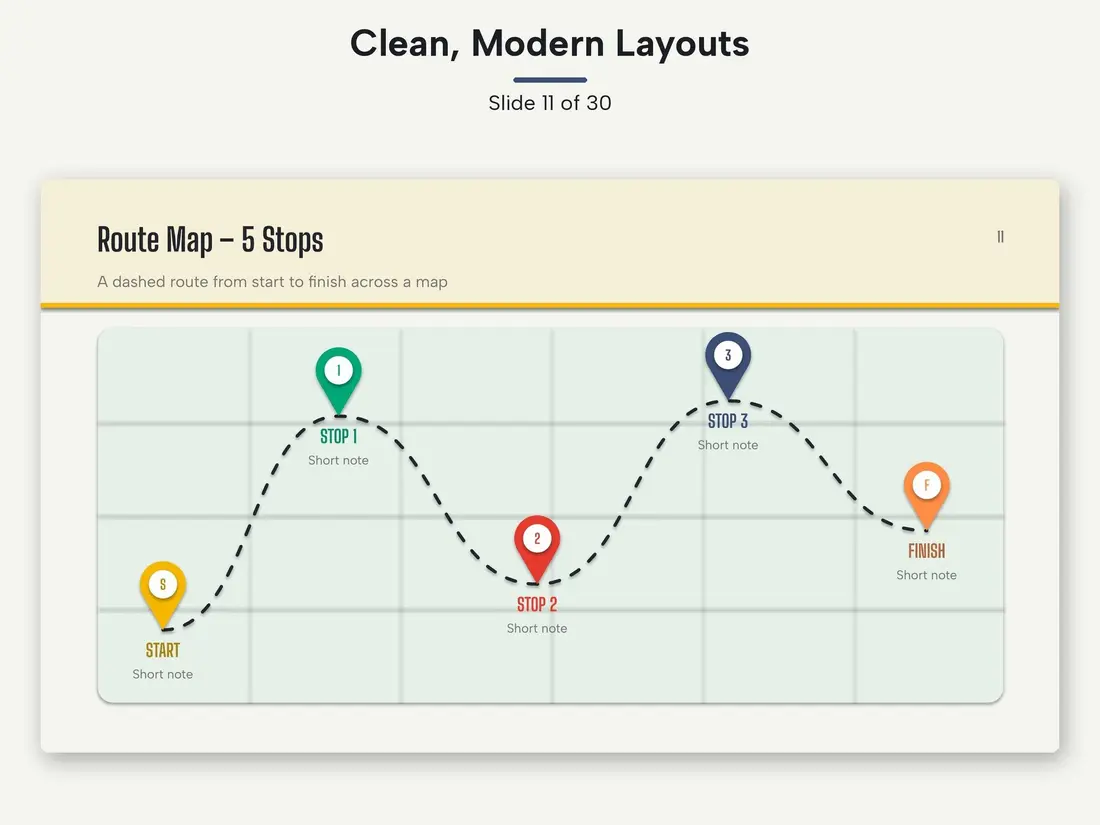 Clean, Modern Layouts
Slide 11 of 30
Route Map – 5 Stops
11
A dashed route from start to finish across a map
3
1
STOP 3
STOP 1
Short note
Short note
F
2
FINISH
S
Short note
STOP 2
Short note
START
Short note